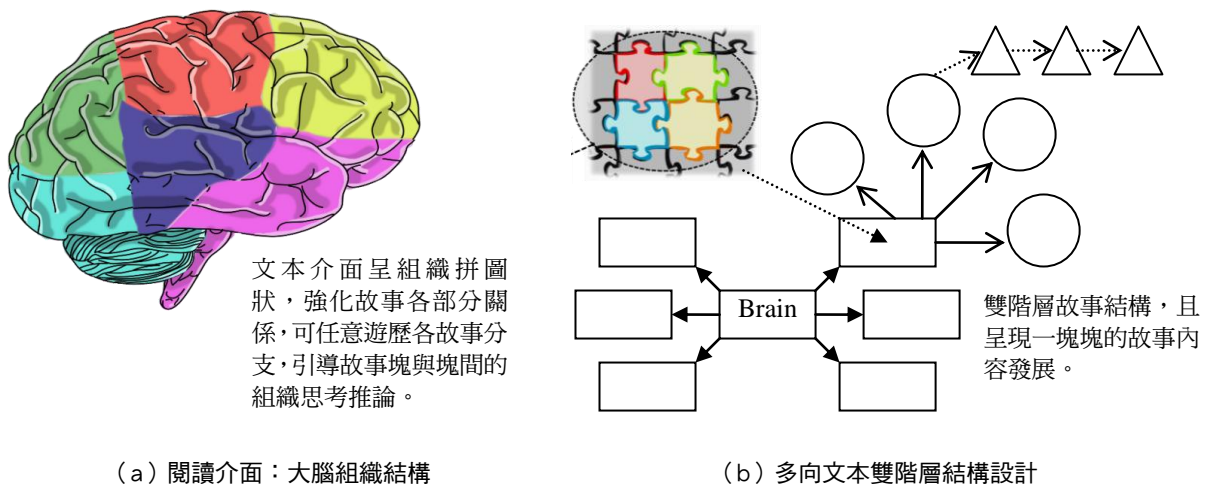 文本介面呈組織拼圖
狀，強化故事各部分關
係，可任意遊歷各故事分
支，引導故事塊與塊間的
組織思考推論。
Brain
雙階層故事結構，且
呈現一塊塊的故事內
容發展。
（a）閱讀介面：大腦組織結構
（b）多向文本雙階層結構設計